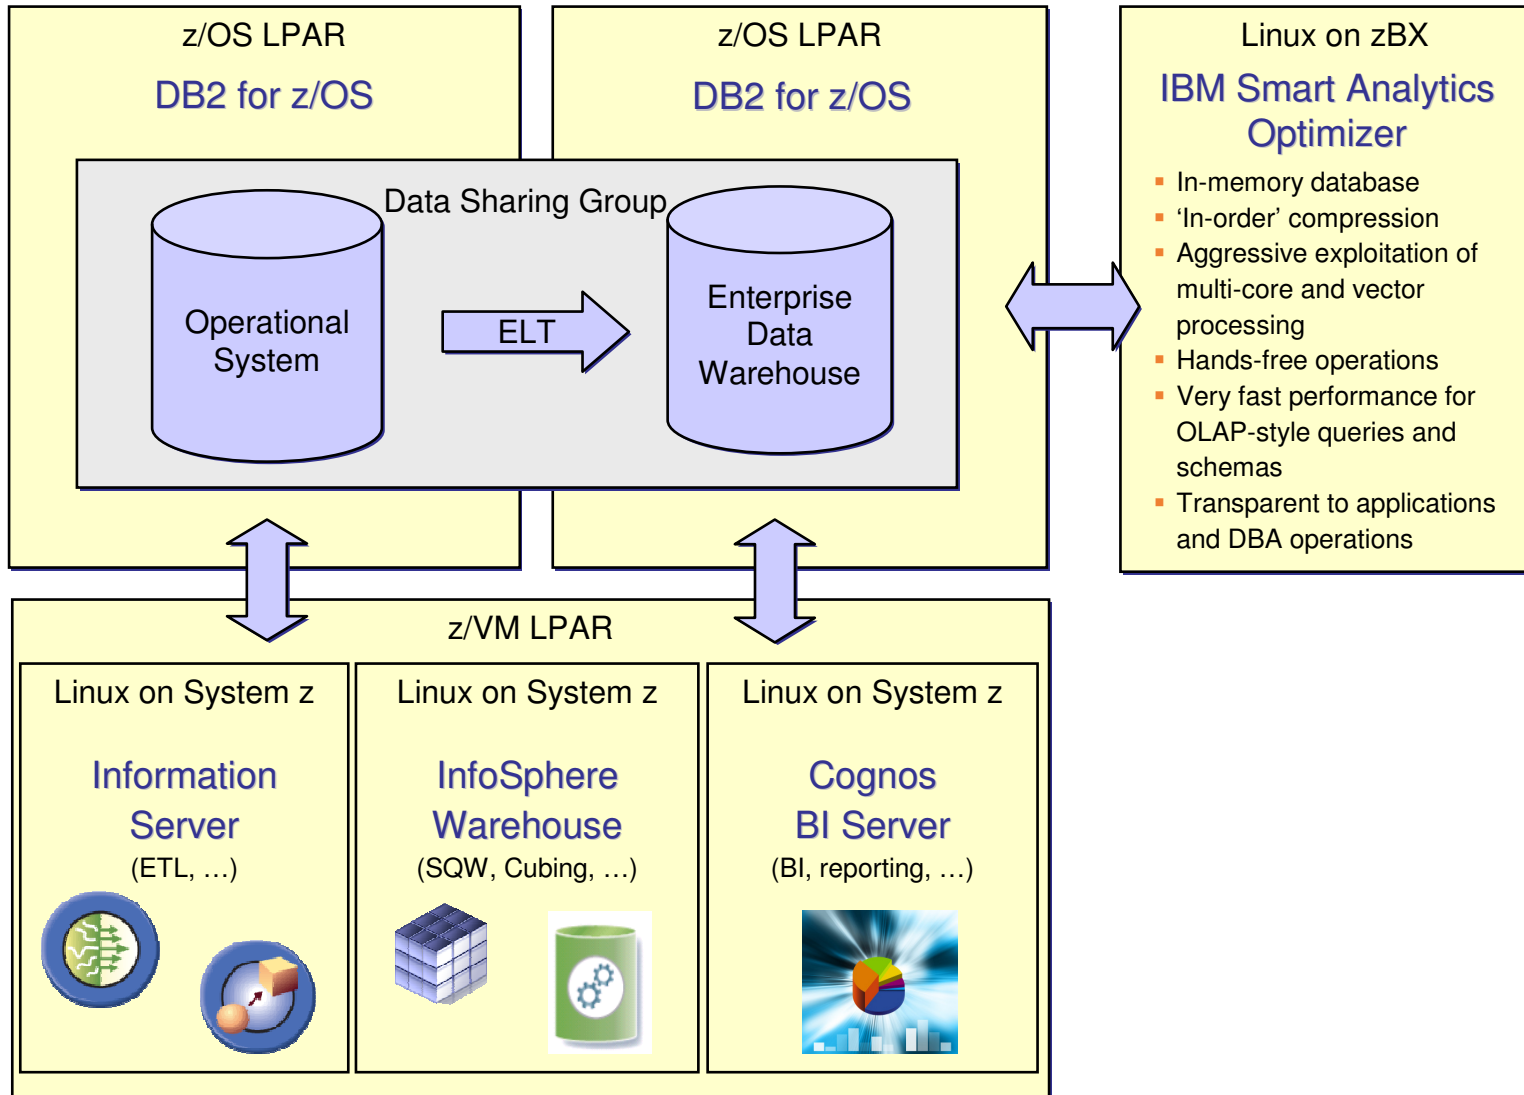 z/OS LPAR
DB2 for z/OS
z/OS LPAR
DB2 for z/OS
Data Sharing Group
Operational
System
ELT
Enterprise
Data
Warehouse
Linux on zBX
IBM Smart Analytics
Optimizer
▪ In-memory database
▪ ‘In-order’ compression
▪ Aggressive exploitation of
multi-core and vector
processing
▪ Hands-free operations
▪ Very fast performance for
OLAP-style queries and
schemas
▪ Transparent to applications
and DBA operations
z/VM LPAR
Linux on System z
Information
Server
(ETL, …)
Linux on System z
InfoSphere
Warehouse
(SQW, Cubing, …)
Linux on System z
Cognos
BI Server
(BI, reporting, …)